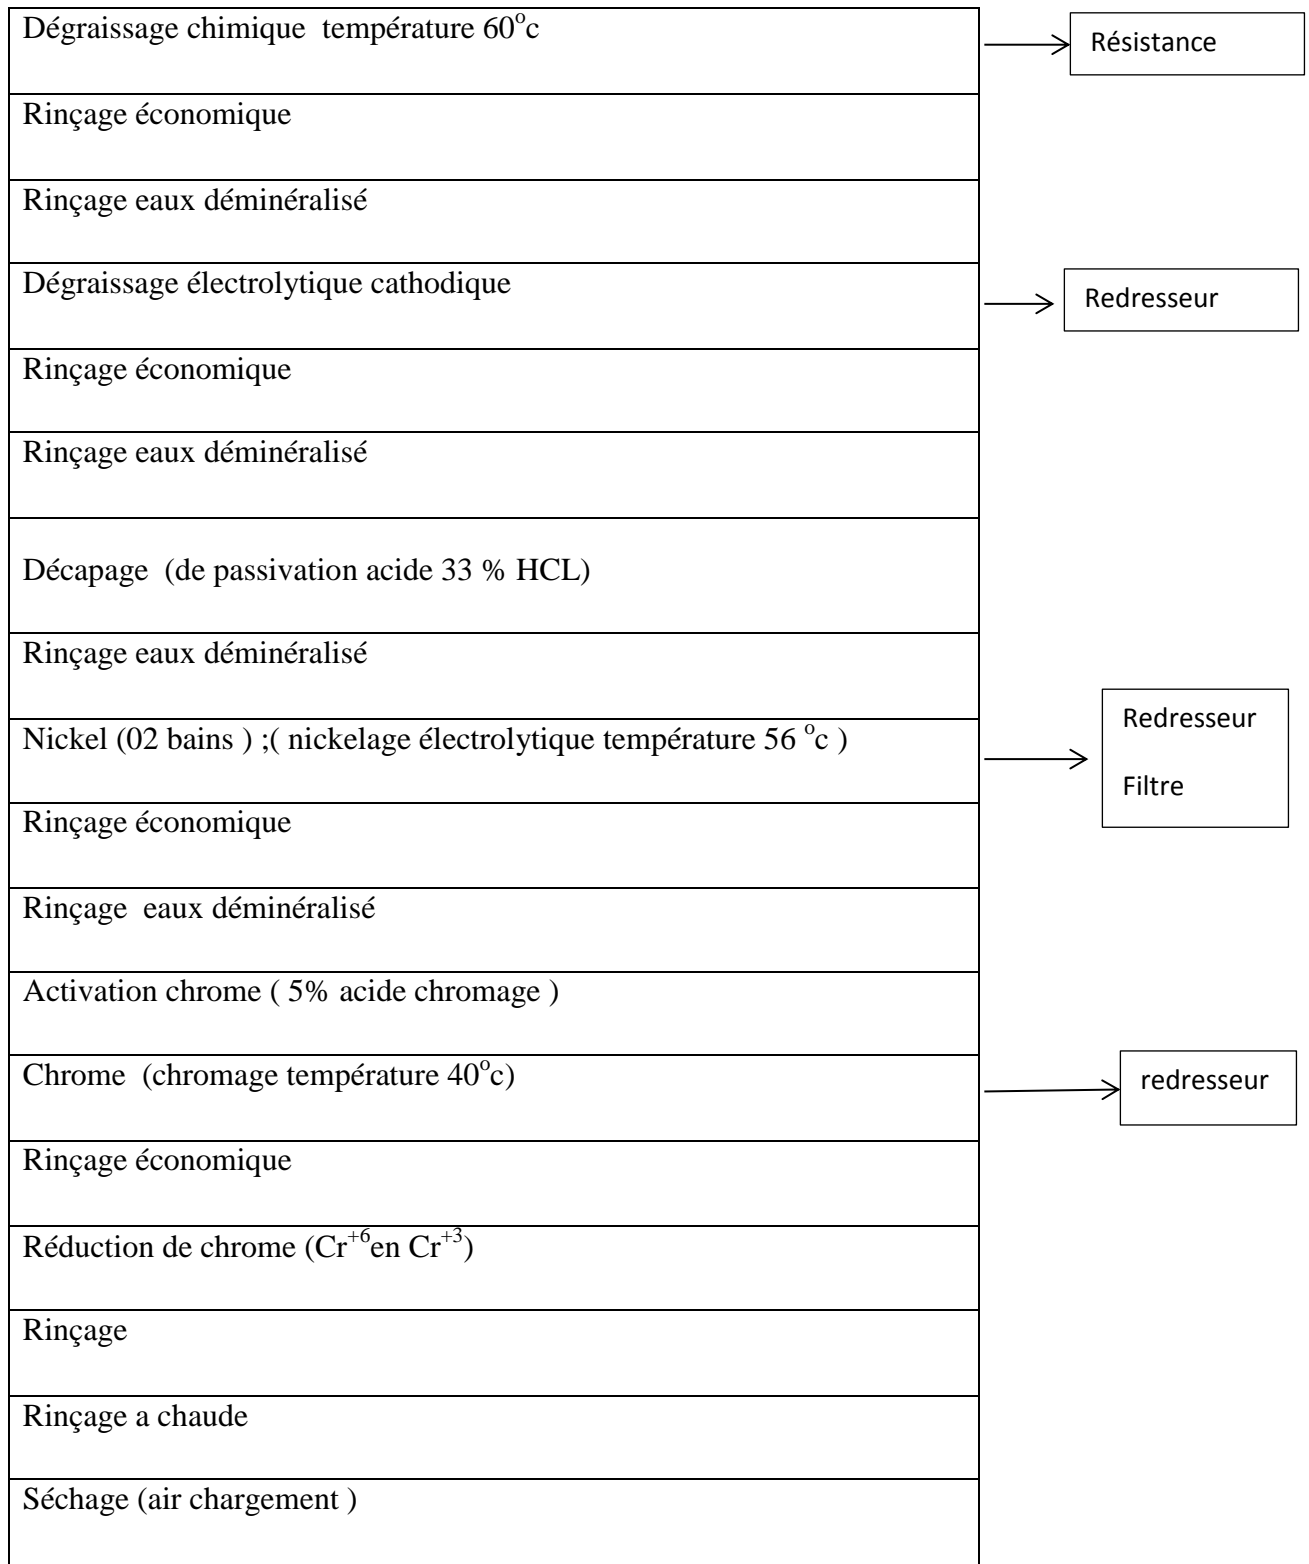 Dégraissage chimique  température 60°c
Résistance
Rinçage économique
Rinçage eaux déminéralisé
Dégraissage électrolytique cathodique
Redresseur
Rinçage économique
Rinçage eaux déminéralisé
Décapage  (de passivation acide 33 % HCL)
Rinçage eaux déminéralisé
Nickel (02 bains ) ;( nickelage électrolytique température 56 °c )
Redresseur
Filtre
Rinçage économique
Rinçage  eaux déminéralisé
Activation chrome ( 5% acide chromage )
Chrome  (chromage température 40°c)
redresseur
Rinçage économique
Réduction de chrome (Cr⁺⁶en Cr⁺³)
Rinçage
Rinçage a chaude
Séchage (air chargement )